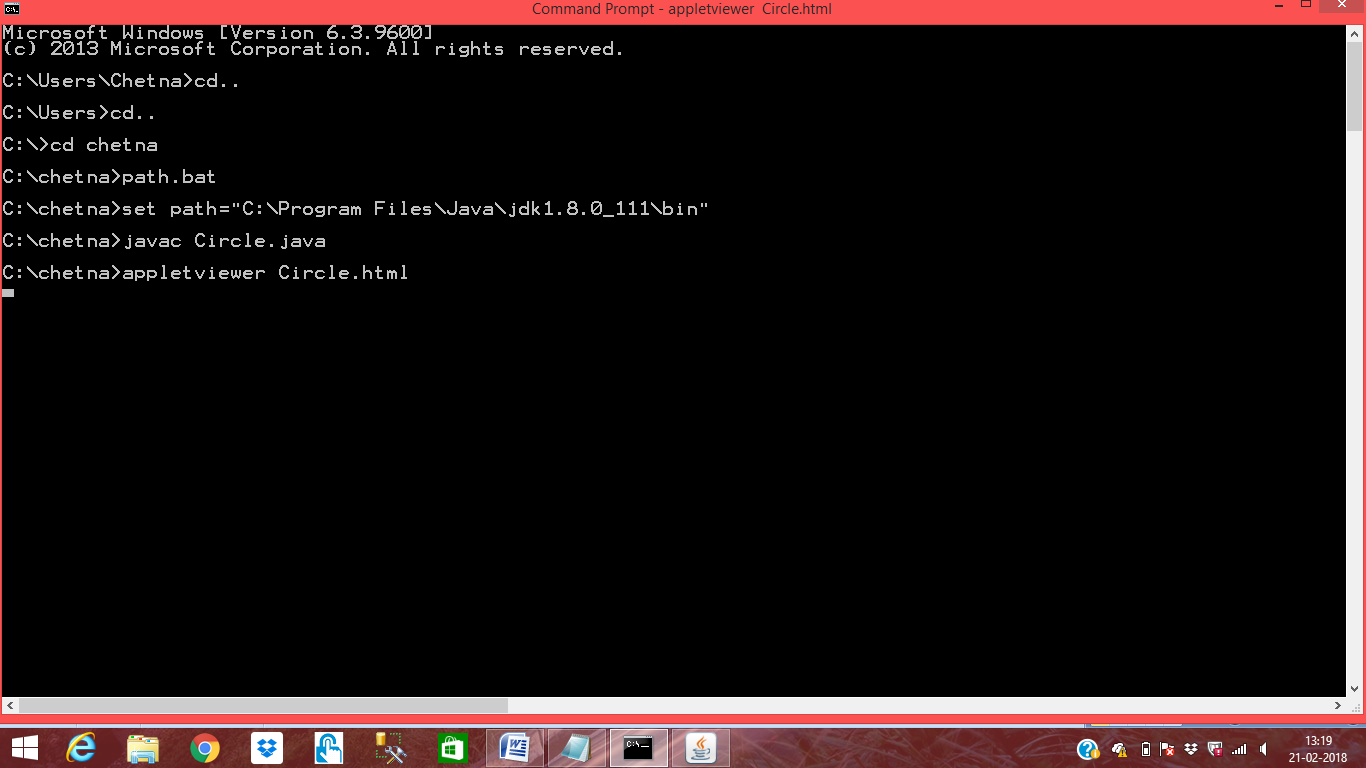 Command Prompt - appletviewer  Circle.html
Microsoft Windows [Version 6.3.9600]
(c) 2013 Microsoft Corporation. All rights reserved.
C:\Users\Chetna>cd..
C:\Users>cd..
C:\>cd chetna
C:\chetna>path.bat
C:\chetna>set path="C:\Program Files\Java\jdk1.8.0_111\bin"
C:\chetna>javac Circle.java
C:\chetna>appletviewer Circle.html
13:19
21-02-2018